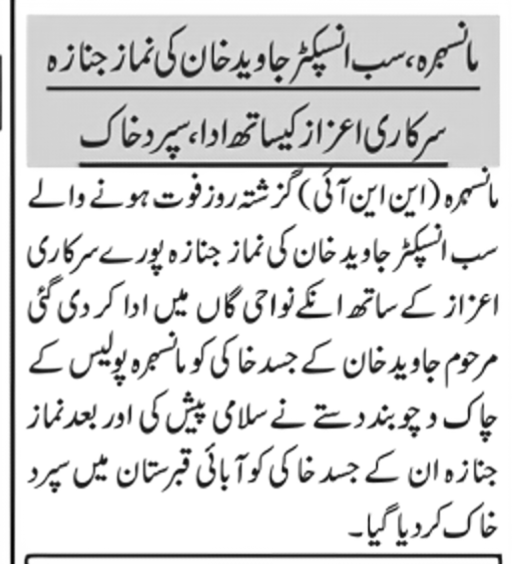 مانسہرہ، سب انسپکٹر جاوید خان کی نماز جنازہ
سرکاری اعزاز کیساتھ ادا، سپرد خاک
مانسہرہ (این این آئی) گزشتہ روز فوت ہونے والے
سب انسپکٹر جاوید خان کی نماز جنازہ پورے سرکاری
اعزاز کے ساتھ انکے نواحی گاں میں ادا کر دی گئی
مرحوم جاوید خان کے جسد خاکی کو مانسہرہ پولیس کے
چاک د چوبند دستے نے سلامی پیش کی اور بعد نماز
جنازہ ان کے جسد خاکی کو آبائی قبرستان میں سپرد
خاک کر دیا گیا۔